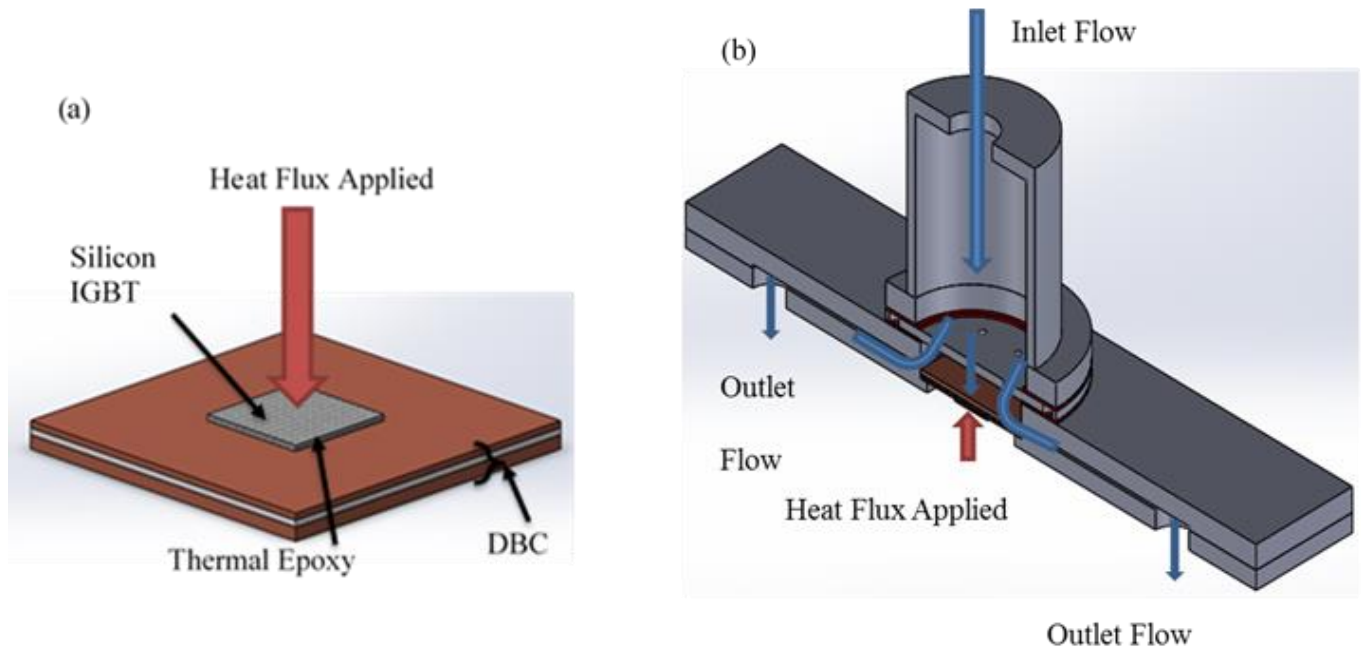 (a)
Heat Flux Applied
Silicon
IGBT
Thermal Epoxy
DBC
(b)
Inlet Flow
Outlet
Flow
Heat Flux Applied
Outlet Flow